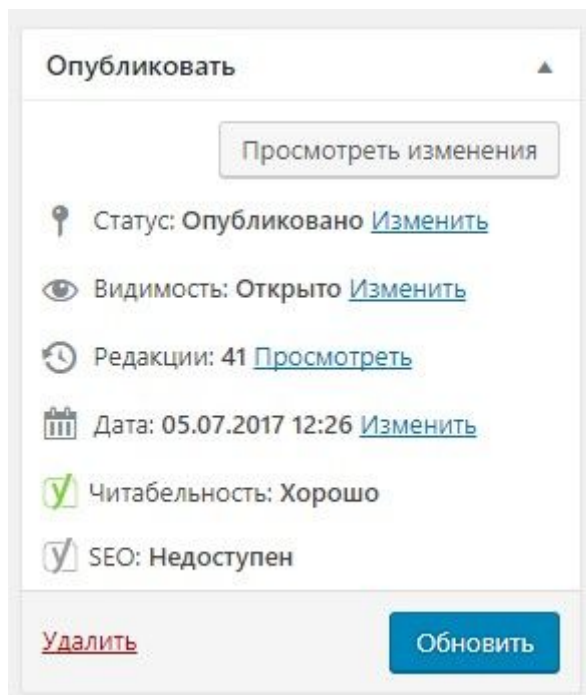 Опубликовать
Просмотреть изменения
Статус: Опубликовано Изменить
Видимость: Открыто Изменить
Редакции: 41 Просмотреть
Дата: 05.07.2017 12:26 Изменить
Читабельность: Хорошо
SEO: Недоступен
Удалить Обновить